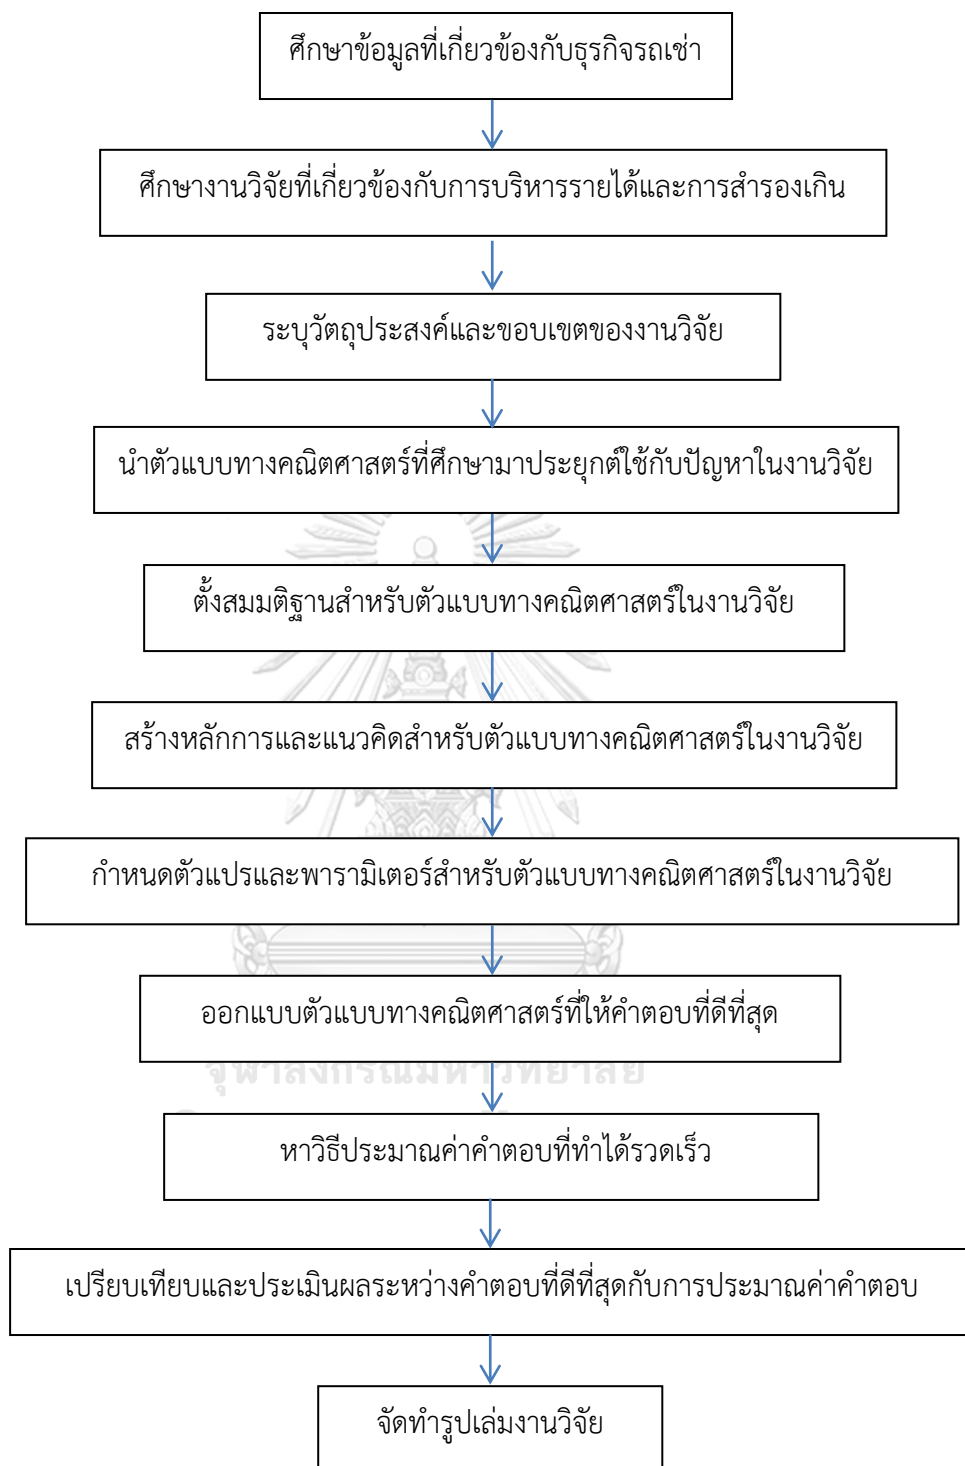 ศึกษาข้อมูลที่เกี่ยวข้องกับธุรกิจรถเช่า
ศึกษางานวิจัยที่เกี่ยวข้องกับการบริหารรายได้และการสำรองเกิน
ระบุวัตถุประสงค์และขอบเขตของงานวิจัย
นำตัวแบบทางคณิตศาสตร์ที่ศึกษามาประยุกต์ใช้กับปัญหาในงานวิจัย
ตั้งสมมติฐานสำหรับตัวแบบทางคณิตศาสตร์ในงานวิจัย
สร้างหลักการและแนวคิดสำหรับตัวแบบทางคณิตศาสตร์ในงานวิจัย
กำหนดตัวแปรและพารามิเตอร์สำหรับตัวแบบทางคณิตศาสตร์ในงานวิจัย
ออกแบบตัวแบบทางคณิตศาสตร์ที่ให้คำตอบที่ดีที่สุด
จุฬาลงกรณ์มหาวิทยาลัย
หาวิธีประมาณค่าคำตอบที่ทำได้รวดเร็ว
เปรียบเทียบและประเมินผลระหว่างคำตอบที่ดีที่สุดกับการประมาณค่าคำตอบ
จัดทำรูปเล่มงานวิจัย